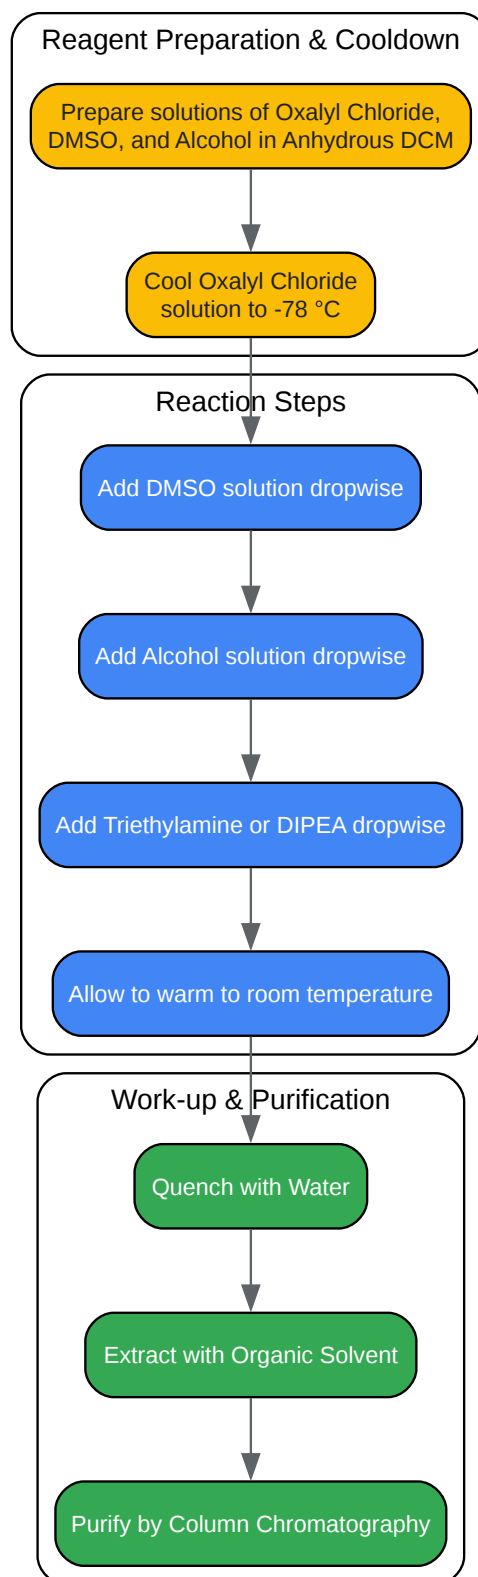 Reagent Preparation & Cooldown
Prepare solutions of Oxalyl Chloride,
DMSO, and Alcohol in Anhydrous DCM
Cool Oxalyl Chloride
solution to -78 °C
Reaction Steps
Add DMSO solution dropwise
Add Alcohol solution dropwise
Add Triethylamine or DIPEA dropwise
Allow to warm to room temperature
Work-up & Purification
Quench with Water
Extract with Organic Solvent
Purify by Column Chromatography